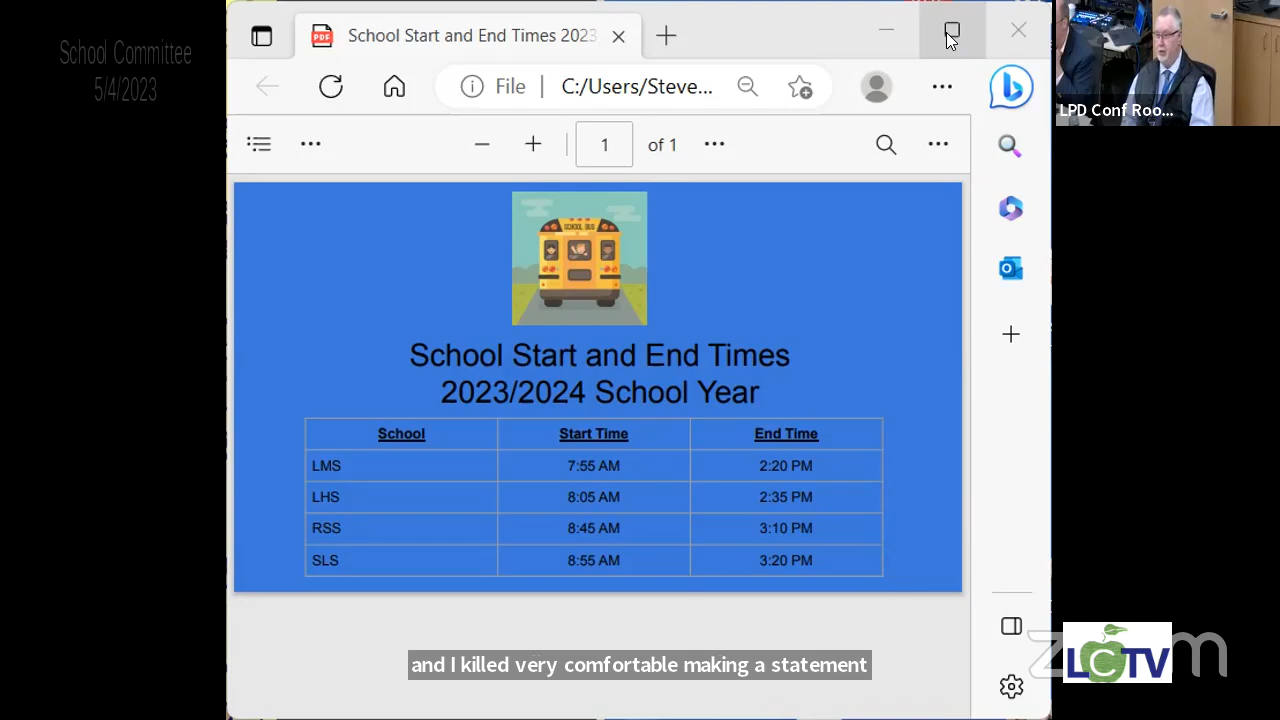 School Committee
5/4/2023
PDF
School Start and End Times 2023
File
C:/Users/Steve...
1
of 1
LPD Conf Roo...
SCHOOL BUS
School Start and End Times
2023/2024 School Year
School Start Time End Time
LMS 7:55 AM 2:20 PM
LHS 8:05 AM 2:35 PM
RSS 8:45 AM 3:10 PM
SLS 8:55 AM 3:20 PM
and I killed very comfortable making a statement
zoom
LCTV